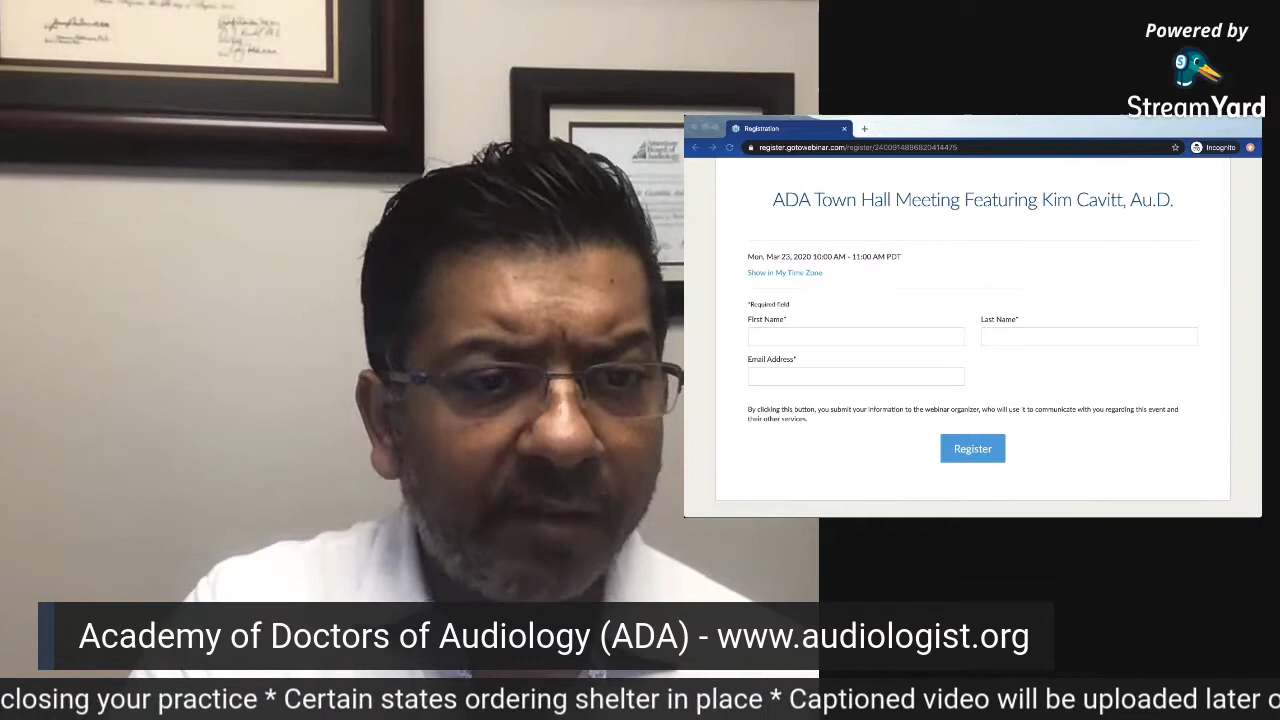 Powered by
StreamYard
Registration
register.gotowebinar.com/register/2400914896820414475
Incognito
ADA Town Hall Meeting Featuring Kim Cavitt, Au.D.
Mon, Mar 23, 2020 10:00 AM - 11:00 AM PDT
Show in My Time Zone
*Required field
First Name*
Last Name*
Email Address*
By clicking this button, you submit your information to the webinar organizer, who will use it to communicate with you regarding this event and
their other services.
Register
Academy of Doctors of Audiology (ADA) - www.audiologist.org
closing your practice * Certain states ordering shelter in place * Captioned video will be uploaded later